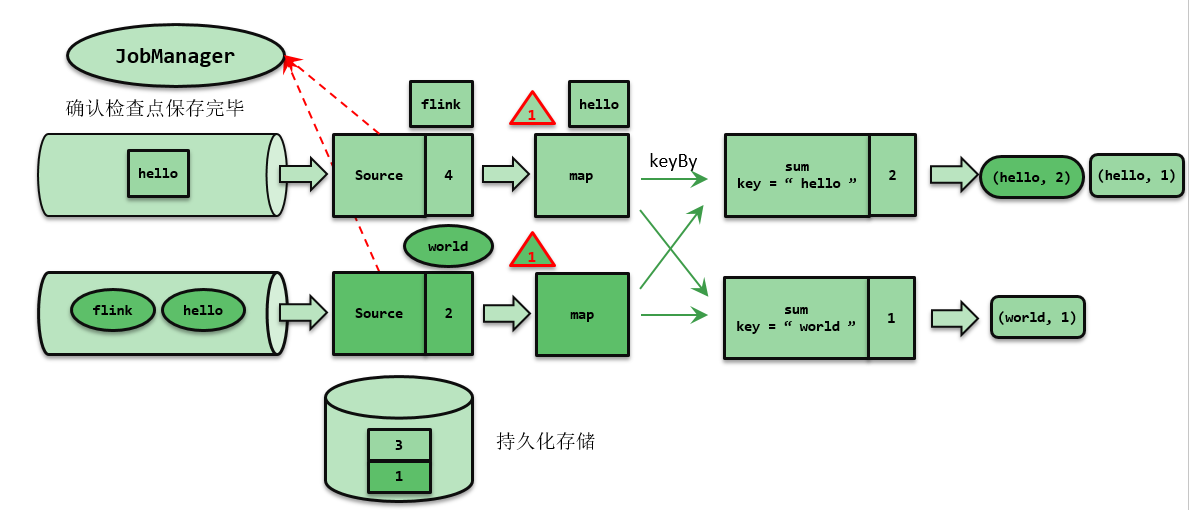 JobManager
确认检查点保存完毕
flink
1
hello
hello
Source
4
map
keyBy
sum
key = “ hello ”
2
(hello, 2)
(hello, 1)
world
1
flink
hello
Source
2
map
sum
key = “ world ”
1
(world, 1)
3
1
持久化存储